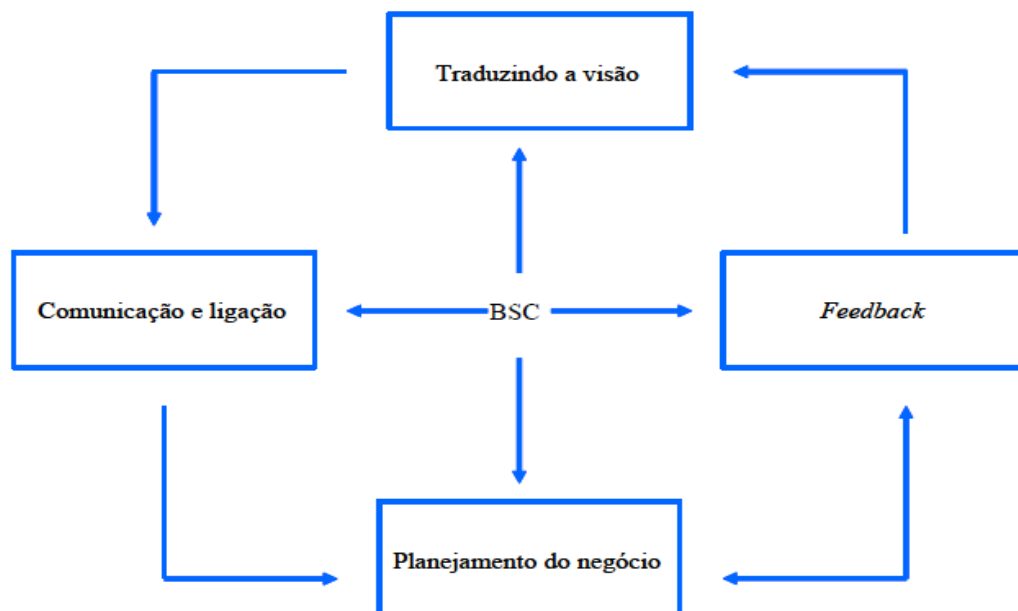 Traduzindo a visão
Comunicação e ligação
BSC
Feedback
Planejamento do negócio